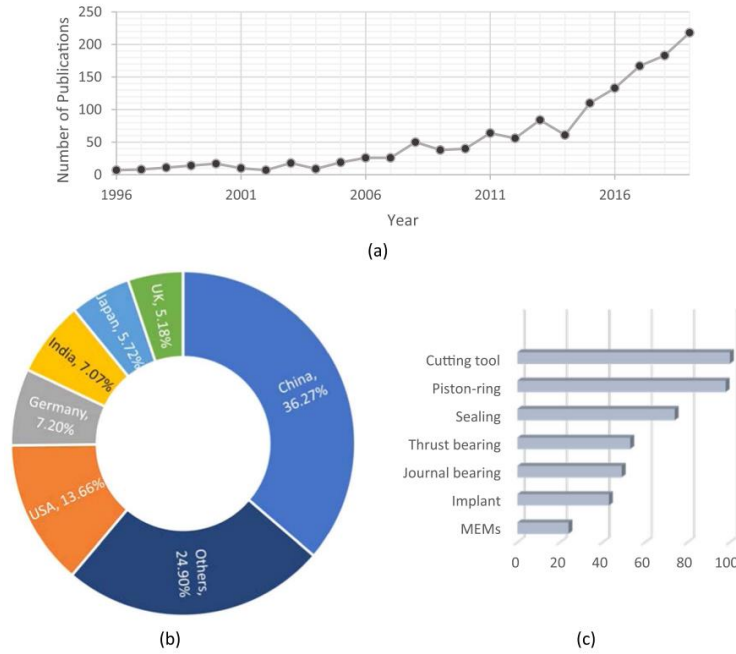 250
200
150
100
50
0
Number of Publications
1996
2001
2006
2011
2016
Year
(a)
UK, 5.18%
Japan, 5.72%
India, 7.07%
Germany,
7.20%
USA, 13.66%
China,
36.27%
Others,
24.90%
(b)
Cutting tool
Piston-ring
Sealing
Thrust bearing
Journal bearing
Implant
MEMs
0
20
40
60
80
100
(c)